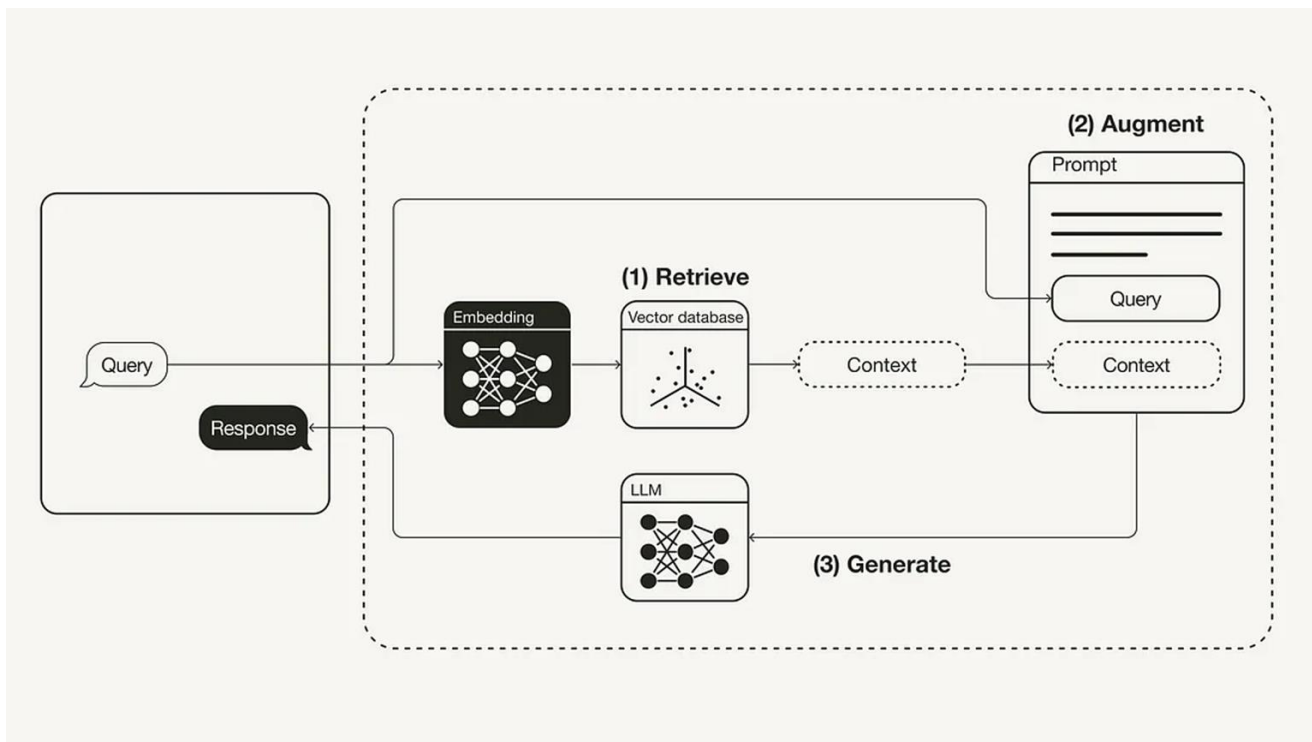 (2) Augment
Prompt
(1) Retrieve
Query
Embedding
Vector database
Query
Context
Context
Response
LLM
(3) Generate